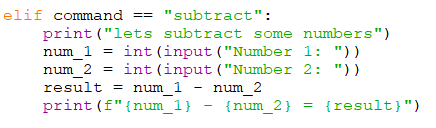 elif command == "subtract":
    print("lets subtract some numbers")
    num_1 = int(input("Number 1: "))
    num_2 = int(input("Number 2: "))
    result = num_1 - num_2
    print(f"{num_1} - {num_2} = {result}")